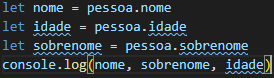 let nome = pessoa.nome
let idade = pessoa.idade
let sobrenome = pessoa.sobrenome
console.log(nome, sobrenome, idade)